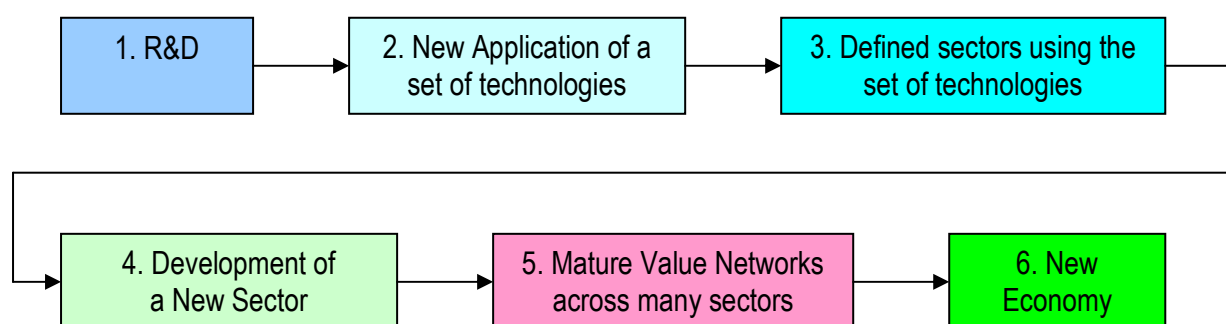 1. R&D
2. New Application of a
set of technologies
3. Defined sectors using the
set of technologies
4. Development of
a New Sector
5. Mature Value Networks
across many sectors
6. New
Economy